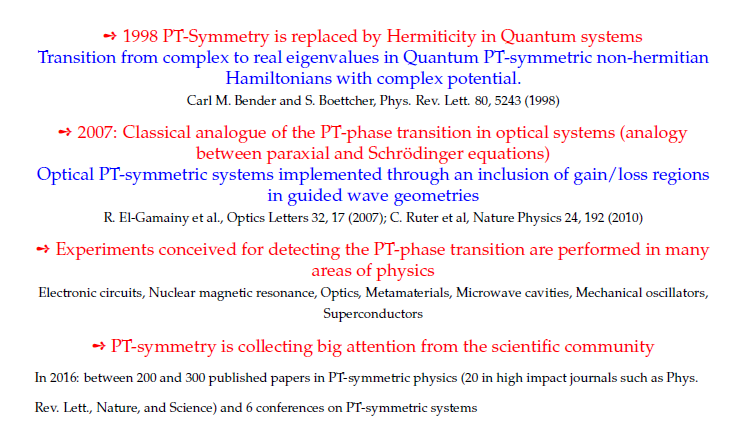 ➻ 1998 PT-Symmetry is replaced by Hermiticity in Quantum systems
Transition from complex to real eigenvalues in Quantum PT-symmetric non-hermitian
Hamiltonians with complex potential.
Carl M. Bender and S. Boettcher, Phys. Rev. Lett. 80, 5243 (1998)
➻ 2007: Classical analogue of the PT-phase transition in optical systems (analogy
between paraxial and Schrödinger equations)
Optical PT-symmetric systems implemented through an inclusion of gain/loss regions
in guided wave geometries
R. El-Gamainy et al., Optics Letters 32, 17 (2007); C. Ruter et al, Nature Physics 24, 192 (2010)
➻ Experiments conceived for detecting the PT-phase transition are performed in many
areas of physics
Electronic circuits, Nuclear magnetic resonance, Optics, Metamaterials, Microwave cavities, Mechanical oscillators,
Superconductors
➻ PT-symmetry is collecting big attention from the scientific community
In 2016: between 200 and 300 published papers in PT-symmetric physics (20 in high impact journals such as Phys.
Rev. Lett., Nature, and Science) and 6 conferences on PT-symmetric systems